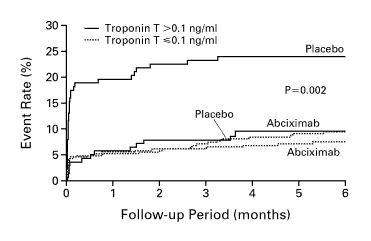 30
25
20
15
10
5
0
Event Rate (%)
Troponin T >0.1 ng/ml
Troponin T ≤0.1 ng/ml
Placebo
P=0.002
Placebo
Abciximab
Abciximab
0 1 2 3 4 5 6
Follow-up Period (months)